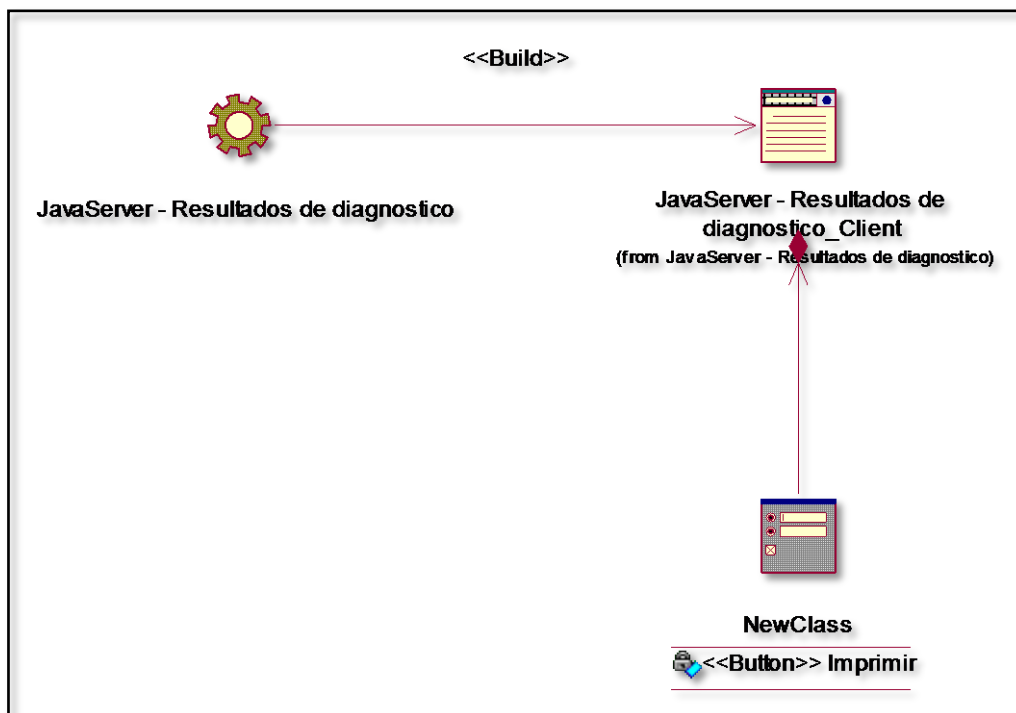 <<Build>>
JavaServer - Resultados de diagnostico
JavaServer - Resultados de
diagnostico_Client
(from JavaServer - Resultados de diagnostico)
NewClass
<<Button>> Imprimir